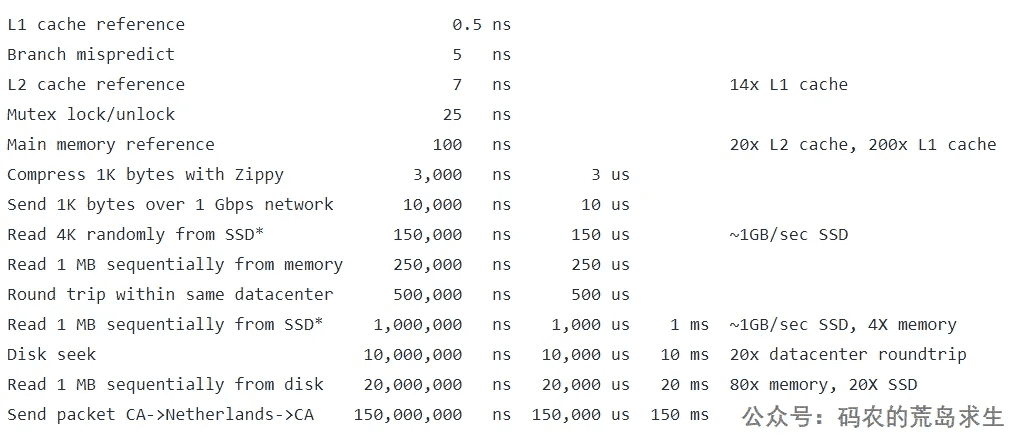 L1 cache reference 0.5 ns
Branch mispredict 5 ns
L2 cache reference 7 ns 14x L1 cache
Mutex lock/unlock 25 ns
Main memory reference 100 ns 20x L2 cache, 200x L1 cache
Compress 1K bytes with Zippy 3,000 ns 3 us
Send 1K bytes over 1 Gbps network 10,000 ns 10 us
Read 4K randomly from SSD* 150,000 ns 150 us ~1GB/sec SSD
Read 1 MB sequentially from memory 250,000 ns 250 us
Round trip within same datacenter 500,000 ns 500 us
Read 1 MB sequentially from SSD* 1,000,000 ns 1,000 us 1 ms ~1GB/sec SSD, 4X memory
Disk seek 10,000,000 ns 10,000 us 10 ms 20x datacenter roundtrip
Read 1 MB sequentially from disk 20,000,000 ns 20,000 us 20 ms 80x memory, 20X SSD
Send packet CA->Netherlands->CA 150,000,000 ns 150,000 us 150 ms
公众号：码农的荒岛求生